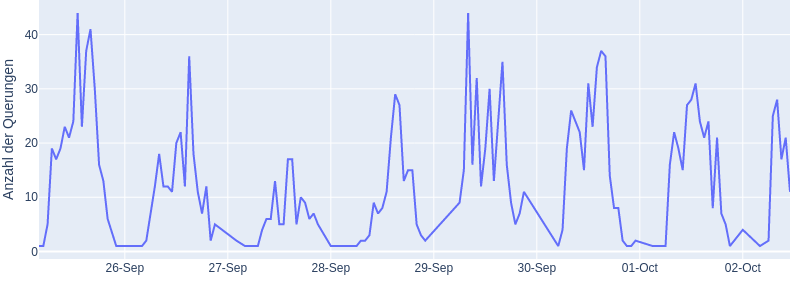 Anzahl der Querungen
40
30
20
10
0
26-Sep
27-Sep
28-Sep
29-Sep
30-Sep
01-Oct
02-Oct